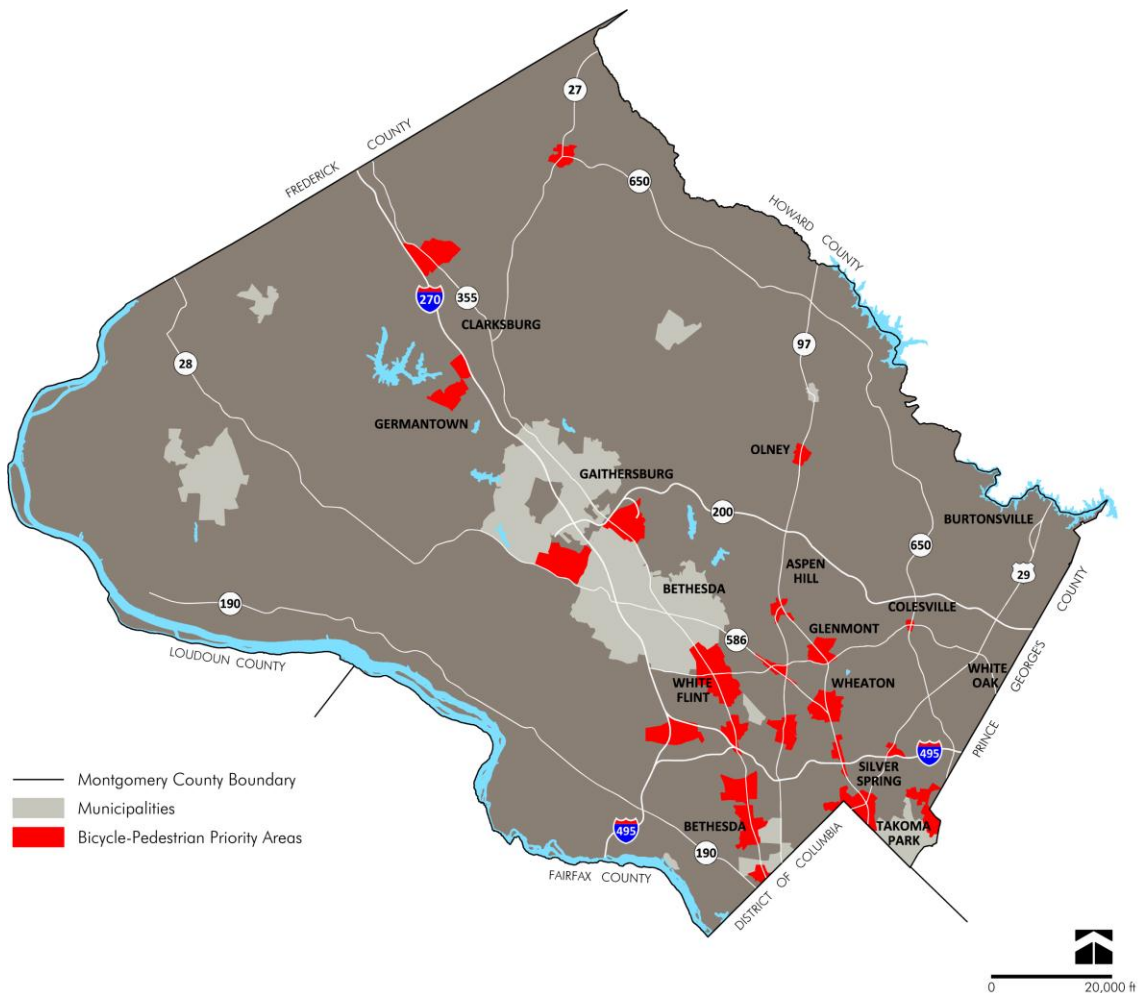 27
FREDERICK COUNTY
650
HOWARD COUNTY
270
355
CLARKSBURG
28
97
GERMANTOWN
OLNEY
GAITHERSBURG
200
BURTONSVILLE
650
29
ASPEN
HILL
BETHESDA
COLESVILLE
190
586
GLENMONT
LOUDOUN COUNTY
WHITE
FLINT
WHEATON
WHITE
OAK
PRINCE GEORGE'S COUNTY
495
SILVER
SPRING
Montgomery County Boundary
Municipalities
Bicycle-Pedestrian Priority Areas
495
BETHESDA
190
TAKOMA
PARK
FAIRFAX COUNTY
DISTRICT OF COLUMBIA
0
20,000 ft